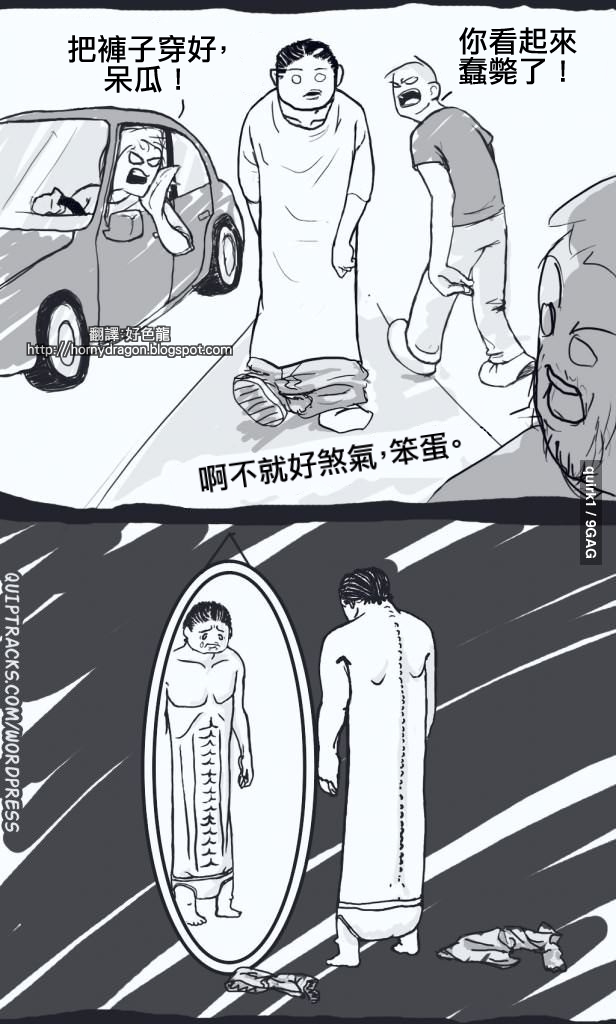 把褲子穿好,
呆瓜！
你看起來
蠢斃了！
翻譯:好色龍
http://hornydragon.blogspot.com
啊不就好煞氣,笨蛋。
quirk1 / 9GAG
QUIPTRACKS.COM/WORDPRESS